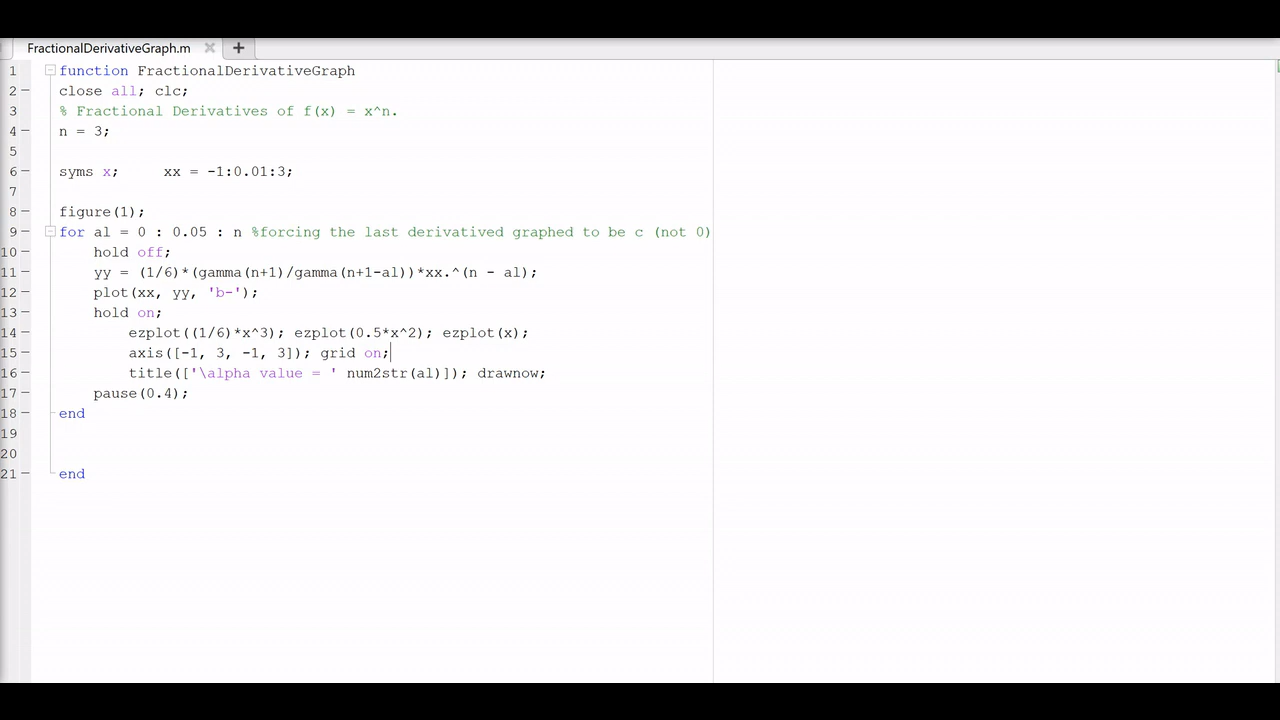 FractionalDerivativeGraph.m
1 function FractionalDerivativeGraph
2 close all; clc;
3 % Fractional Derivatives of f(x) = x^n.
4 n = 3;
5
6 syms x; xx = -1:0.01:3;
7
8 figure(1);
9 for al = 0 : 0.05 : n %forcing the last derivatived graphed to be c (not 0)
10 hold off;
11 yy = (1/6)*(gamma(n+1)/gamma(n+1-al))*xx.^(n - al);
12 plot(xx, yy, 'b-');
13 hold on;
14 ezplot((1/6)*x^3); ezplot(0.5*x^2); ezplot(x);
15 axis([-1, 3, -1, 3]); grid on;
16 title(['\alpha value = ' num2str(al)]); drawnow;
17 pause(0.4);
18 end
19
20
21 end